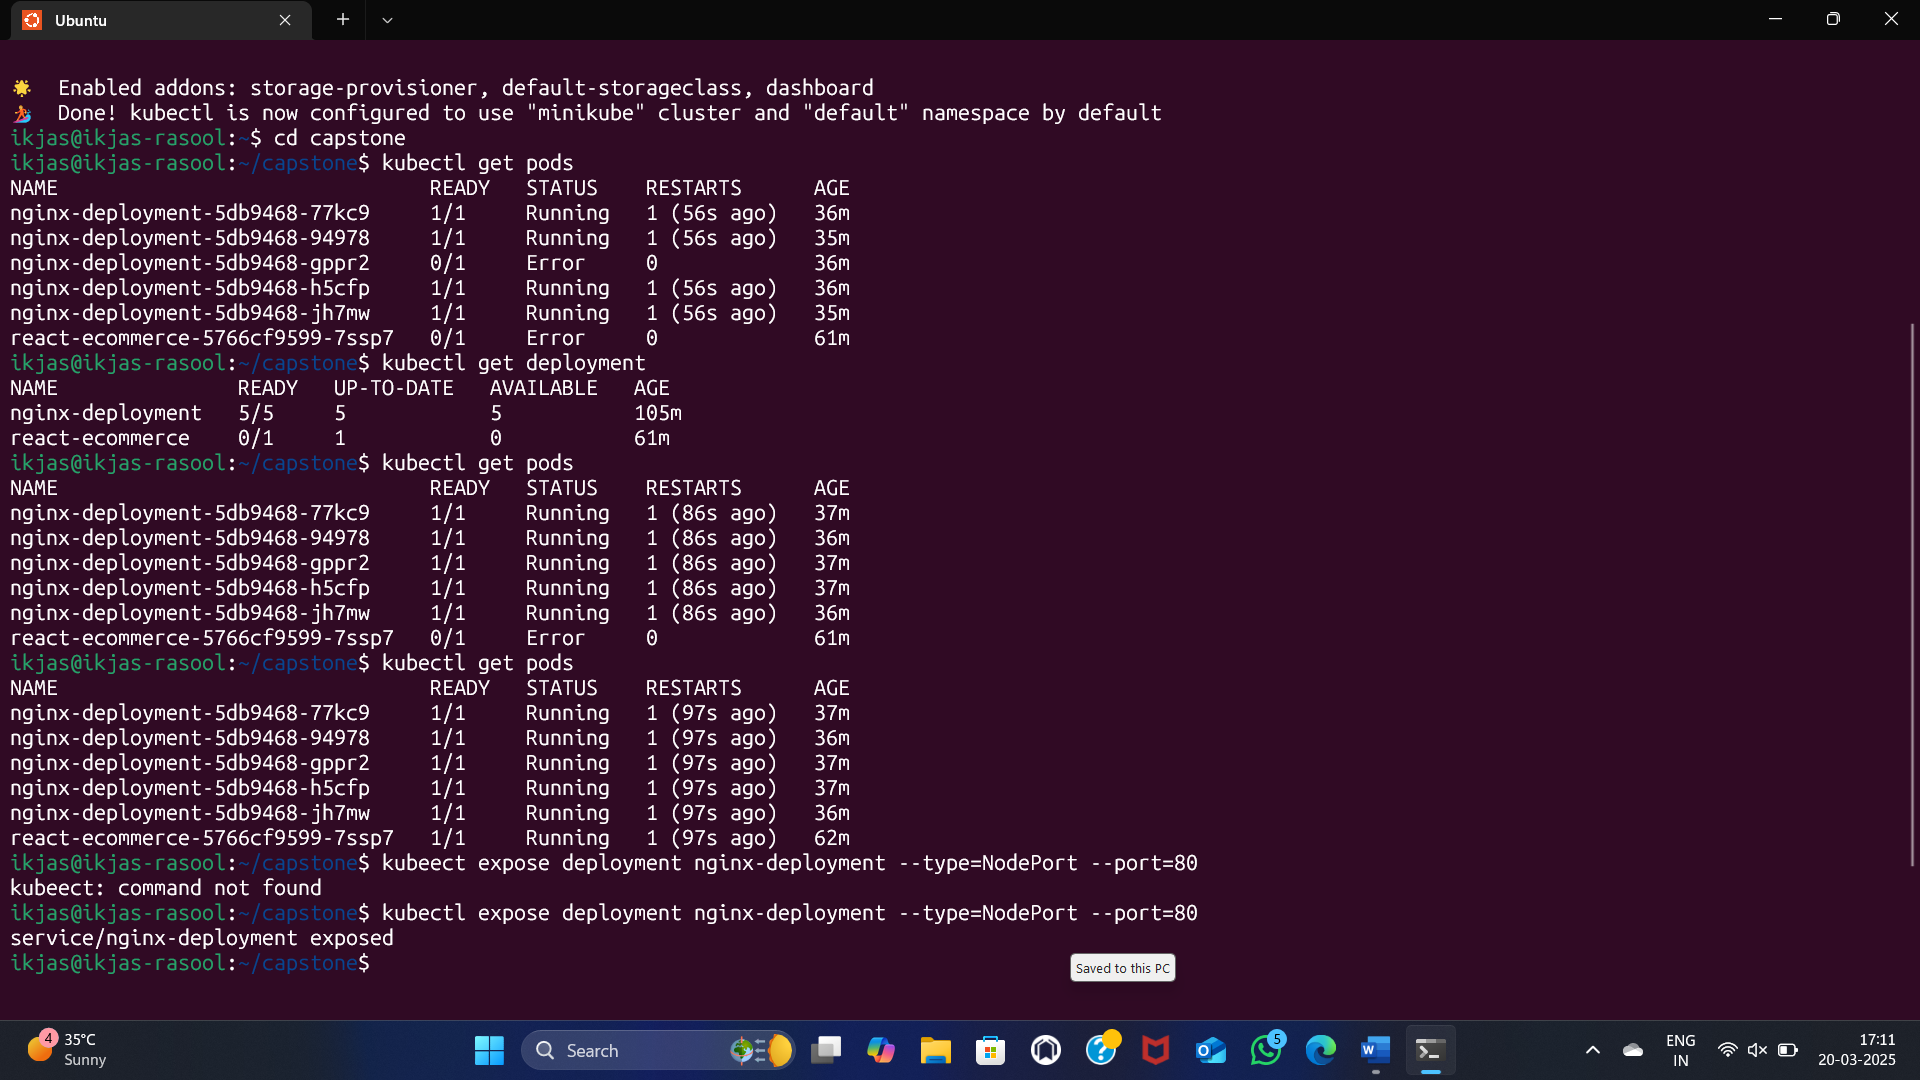 Ubuntu
Enabled addons: storage-provisioner, default-storageclass, dashboard
Done! kubectl is now configured to use "minikube" cluster and "default" namespace by default
ikjas@ikjas-rasool:~$ cd capstone
ikjas@ikjas-rasool:~/capstone$ kubectl get pods
NAME READY STATUS RESTARTS AGE
nginx-deployment-5db9468-77kc9 1/1 Running 1 (56s ago) 36m
nginx-deployment-5db9468-94978 1/1 Running 1 (56s ago) 35m
nginx-deployment-5db9468-gppr2 0/1 Error 0 36m
nginx-deployment-5db9468-h5cfp 1/1 Running 1 (56s ago) 36m
nginx-deployment-5db9468-jh7mw 1/1 Running 1 (56s ago) 35m
react-ecommerce-5766cf9599-7ssp7 0/1 Error 0 61m
ikjas@ikjas-rasool:~/capstone$ kubectl get deployment
NAME READY UP-TO-DATE AVAILABLE AGE
nginx-deployment 5/5 5 5 105m
react-ecommerce 0/1 1 0 61m
ikjas@ikjas-rasool:~/capstone$ kubectl get pods
NAME READY STATUS RESTARTS AGE
nginx-deployment-5db9468-77kc9 1/1 Running 1 (86s ago) 37m
nginx-deployment-5db9468-94978 1/1 Running 1 (86s ago) 36m
nginx-deployment-5db9468-gppr2 1/1 Running 1 (86s ago) 37m
nginx-deployment-5db9468-h5cfp 1/1 Running 1 (86s ago) 37m
nginx-deployment-5db9468-jh7mw 1/1 Running 1 (86s ago) 36m
react-ecommerce-5766cf9599-7ssp7 0/1 Error 0 61m
ikjas@ikjas-rasool:~/capstone$ kubectl get pods
NAME READY STATUS RESTARTS AGE
nginx-deployment-5db9468-77kc9 1/1 Running 1 (97s ago) 37m
nginx-deployment-5db9468-94978 1/1 Running 1 (97s ago) 36m
nginx-deployment-5db9468-gppr2 1/1 Running 1 (97s ago) 37m
nginx-deployment-5db9468-h5cfp 1/1 Running 1 (97s ago) 37m
nginx-deployment-5db9468-jh7mw 1/1 Running 1 (97s ago) 36m
react-ecommerce-5766cf9599-7ssp7 1/1 Running 1 (97s ago) 62m
ikjas@ikjas-rasool:~/capstone$ kubeect expose deployment nginx-deployment --type=NodePort --port=80
kubeect: command not found
ikjas@ikjas-rasool:~/capstone$ kubectl expose deployment nginx-deployment --type=NodePort --port=80
service/nginx-deployment exposed
ikjas@ikjas-rasool:~/capstone$
Saved to this PC
4
35°C
Sunny
Search
5
ENG
IN
17:11
20-03-2025